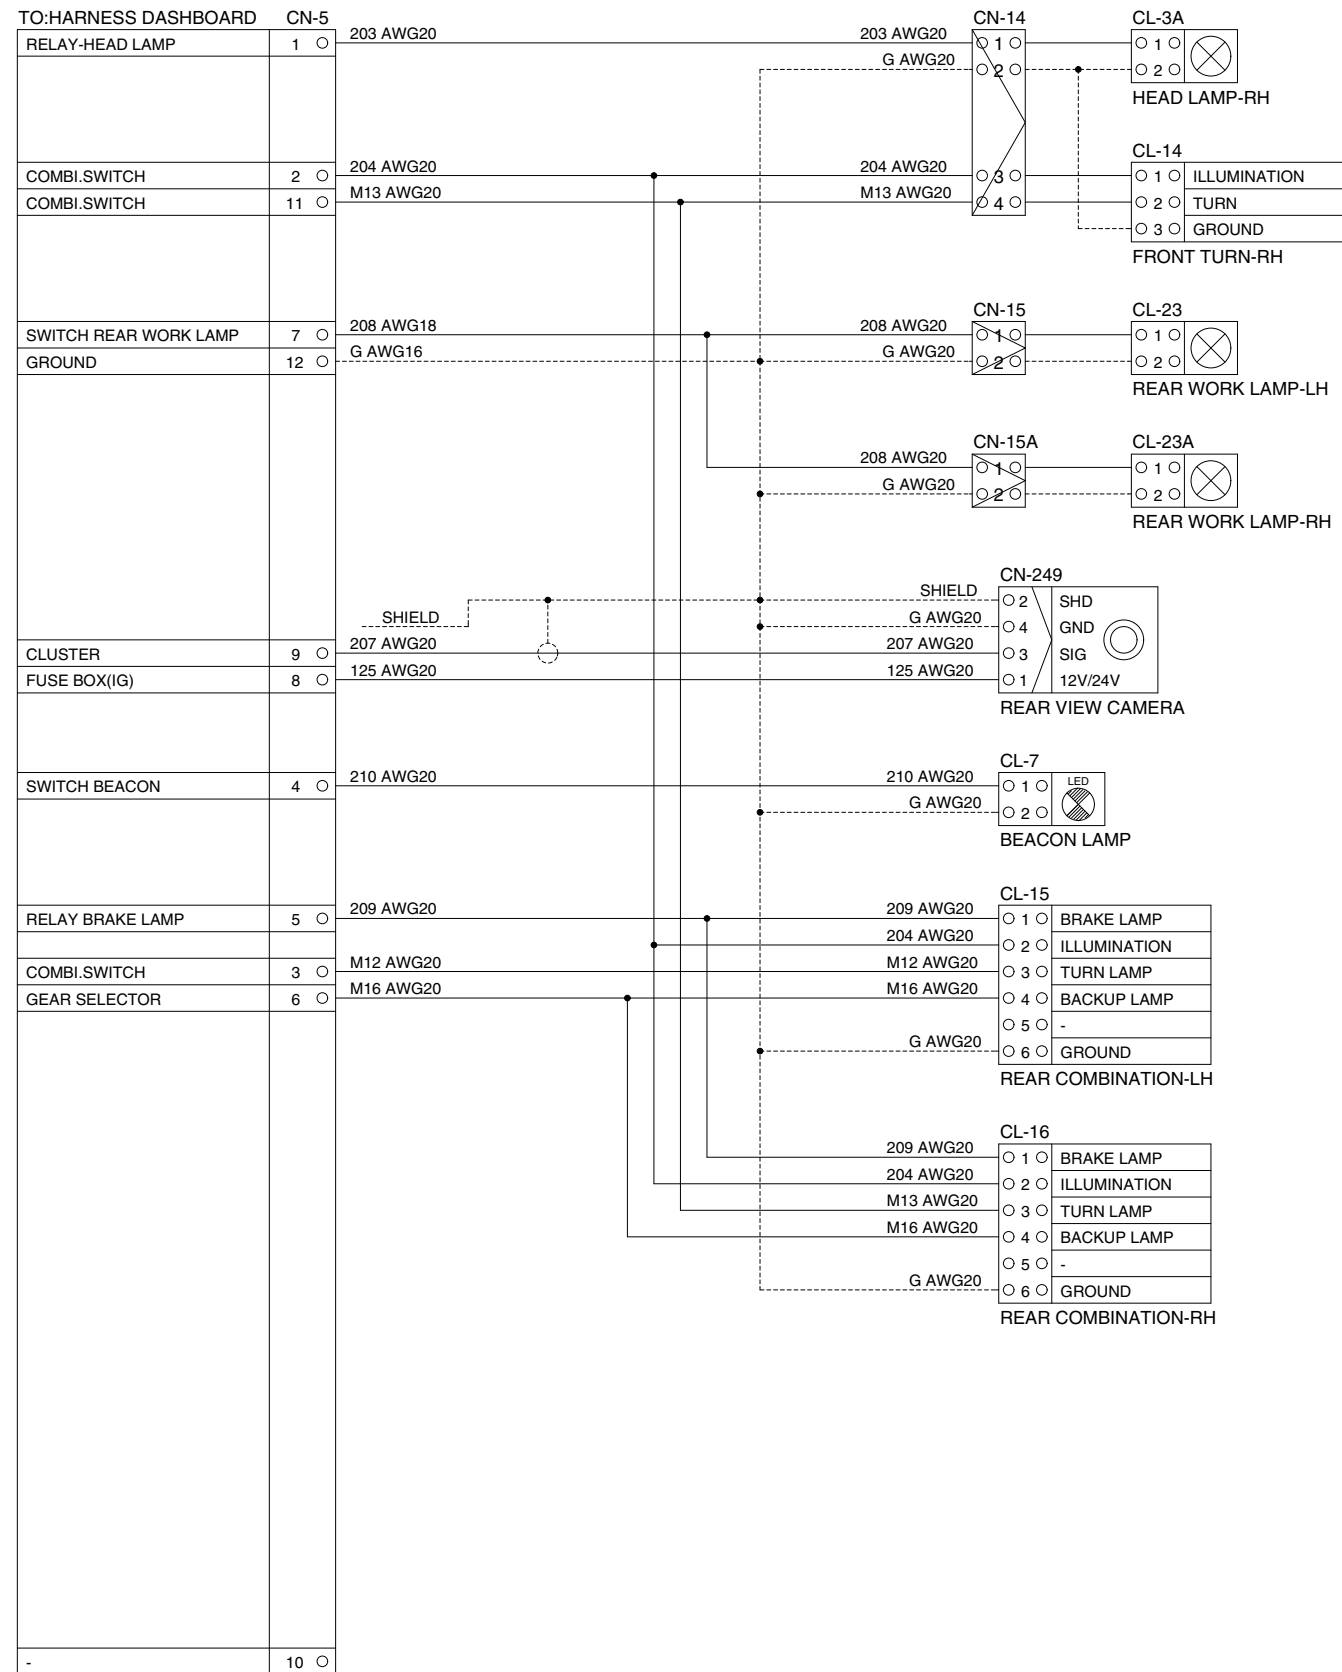 TO:HARNESS DASHBOARD CN-5 CN-14 CL-3A
RELAY-HEAD LAMP 1 203 AWG20 203 AWG20 1 1
G AWG20 2 2
HEAD LAMP-RH
CL-14
COMBI.SWITCH 2 204 AWG20 204 AWG20 3 1 ILLUMINATION
COMBI.SWITCH 11 M13 AWG20 M13 AWG20 4 2 TURN
3 GROUND
FRONT TURN-RH
CN-15 CL-23
SWITCH REAR WORK LAMP 7 208 AWG18 208 AWG20 1 1
GROUND 12 G AWG16 G AWG20 2 2
REAR WORK LAMP-LH
CN-15A CL-23A
208 AWG20 1 1
G AWG20 2 2
REAR WORK LAMP-RH
CN-249
SHIELD 2 SHD
SHIELD G AWG20 4 GND
CLUSTER 9 207 AWG20 207 AWG20 3 SIG
FUSE BOX(IG) 8 125 AWG20 125 AWG20 1 12V/24V
REAR VIEW CAMERA
CL-7
SWITCH BEACON 4 210 AWG20 210 AWG20 1 LED
G AWG20 2
BEACON LAMP
CL-15
RELAY BRAKE LAMP 5 209 AWG20 209 AWG20 1 BRAKE LAMP
204 AWG20 2 ILLUMINATION
COMBI.SWITCH 3 M12 AWG20 M12 AWG20 3 TURN LAMP
GEAR SELECTOR 6 M16 AWG20 M16 AWG20 4 BACKUP LAMP
5 -
G AWG20 6 GROUND
REAR COMBINATION-LH
CL-16
209 AWG20 1 BRAKE LAMP
204 AWG20 2 ILLUMINATION
M13 AWG20 3 TURN LAMP
M16 AWG20 4 BACKUP LAMP
5 -
G AWG20 6 GROUND
REAR COMBINATION-RH
- 10